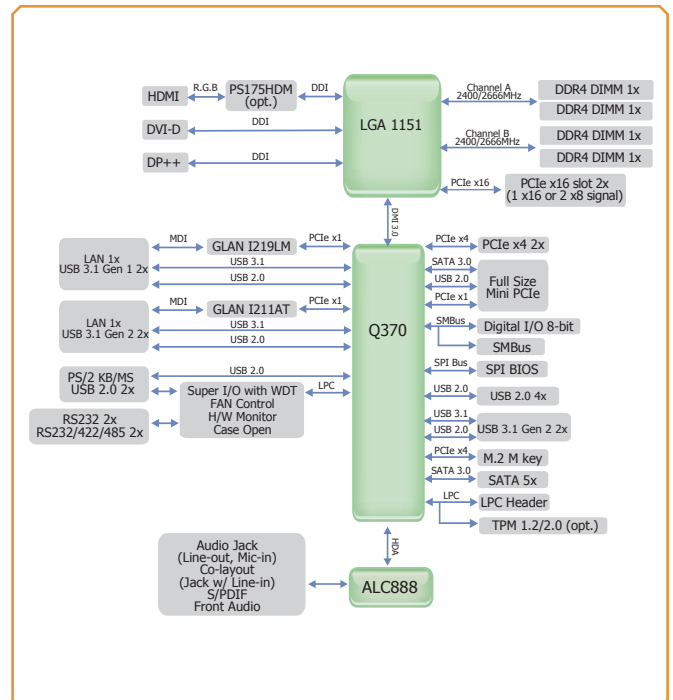 HDMI
R.G.B
PS175HDM
(opt.)
DDI
DVI-D
DDI
DP++
DDI
LGA 1151
Channel A
2400/2666MHz
DDR4 DIMM 1x
DDR4 DIMM 1x
Channel B
2400/2666MHz
DDR4 DIMM 1x
DDR4 DIMM 1x
PCIe x16
PCIe x16 slot 2x
(1 x16 or 2 x8 signal)
DMI 3.0
LAN 1x
USB 3.1 Gen 1 2x
MDI
GLAN I219LM
PCIe x1
USB 3.1
USB 2.0
LAN 1x
USB 3.1 Gen 2 2x
MDI
GLAN I211AT
PCIe x1
USB 3.1
USB 2.0
PS/2 KB/MS
USB 2.0 2x
USB 2.0
Super I/O with WDT
FAN Control
H/W Monitor
Case Open
LPC
RS232 2x
RS232/422/485 2x
Q370
PCIe x4
PCIe x4 2x
SATA 3.0
USB 2.0
PCIe x1
Full Size
Mini PCIe
SMBus
Digital I/O 8-bit
SMBus
SPI Bus
SPI BIOS
USB 2.0
USB 2.0 4x
USB 3.1
USB 2.0
USB 3.1 Gen 2 2x
PCIe x4
M.2 M key
SATA 3.0
SATA 5x
LPC
LPC Header
TPM 1.2/2.0 (opt.)
HDA
Audio Jack
(Line-out, Mic-in)
Co-layout
(Jack w/ Line-in)
S/PDIF
Front Audio
ALC888